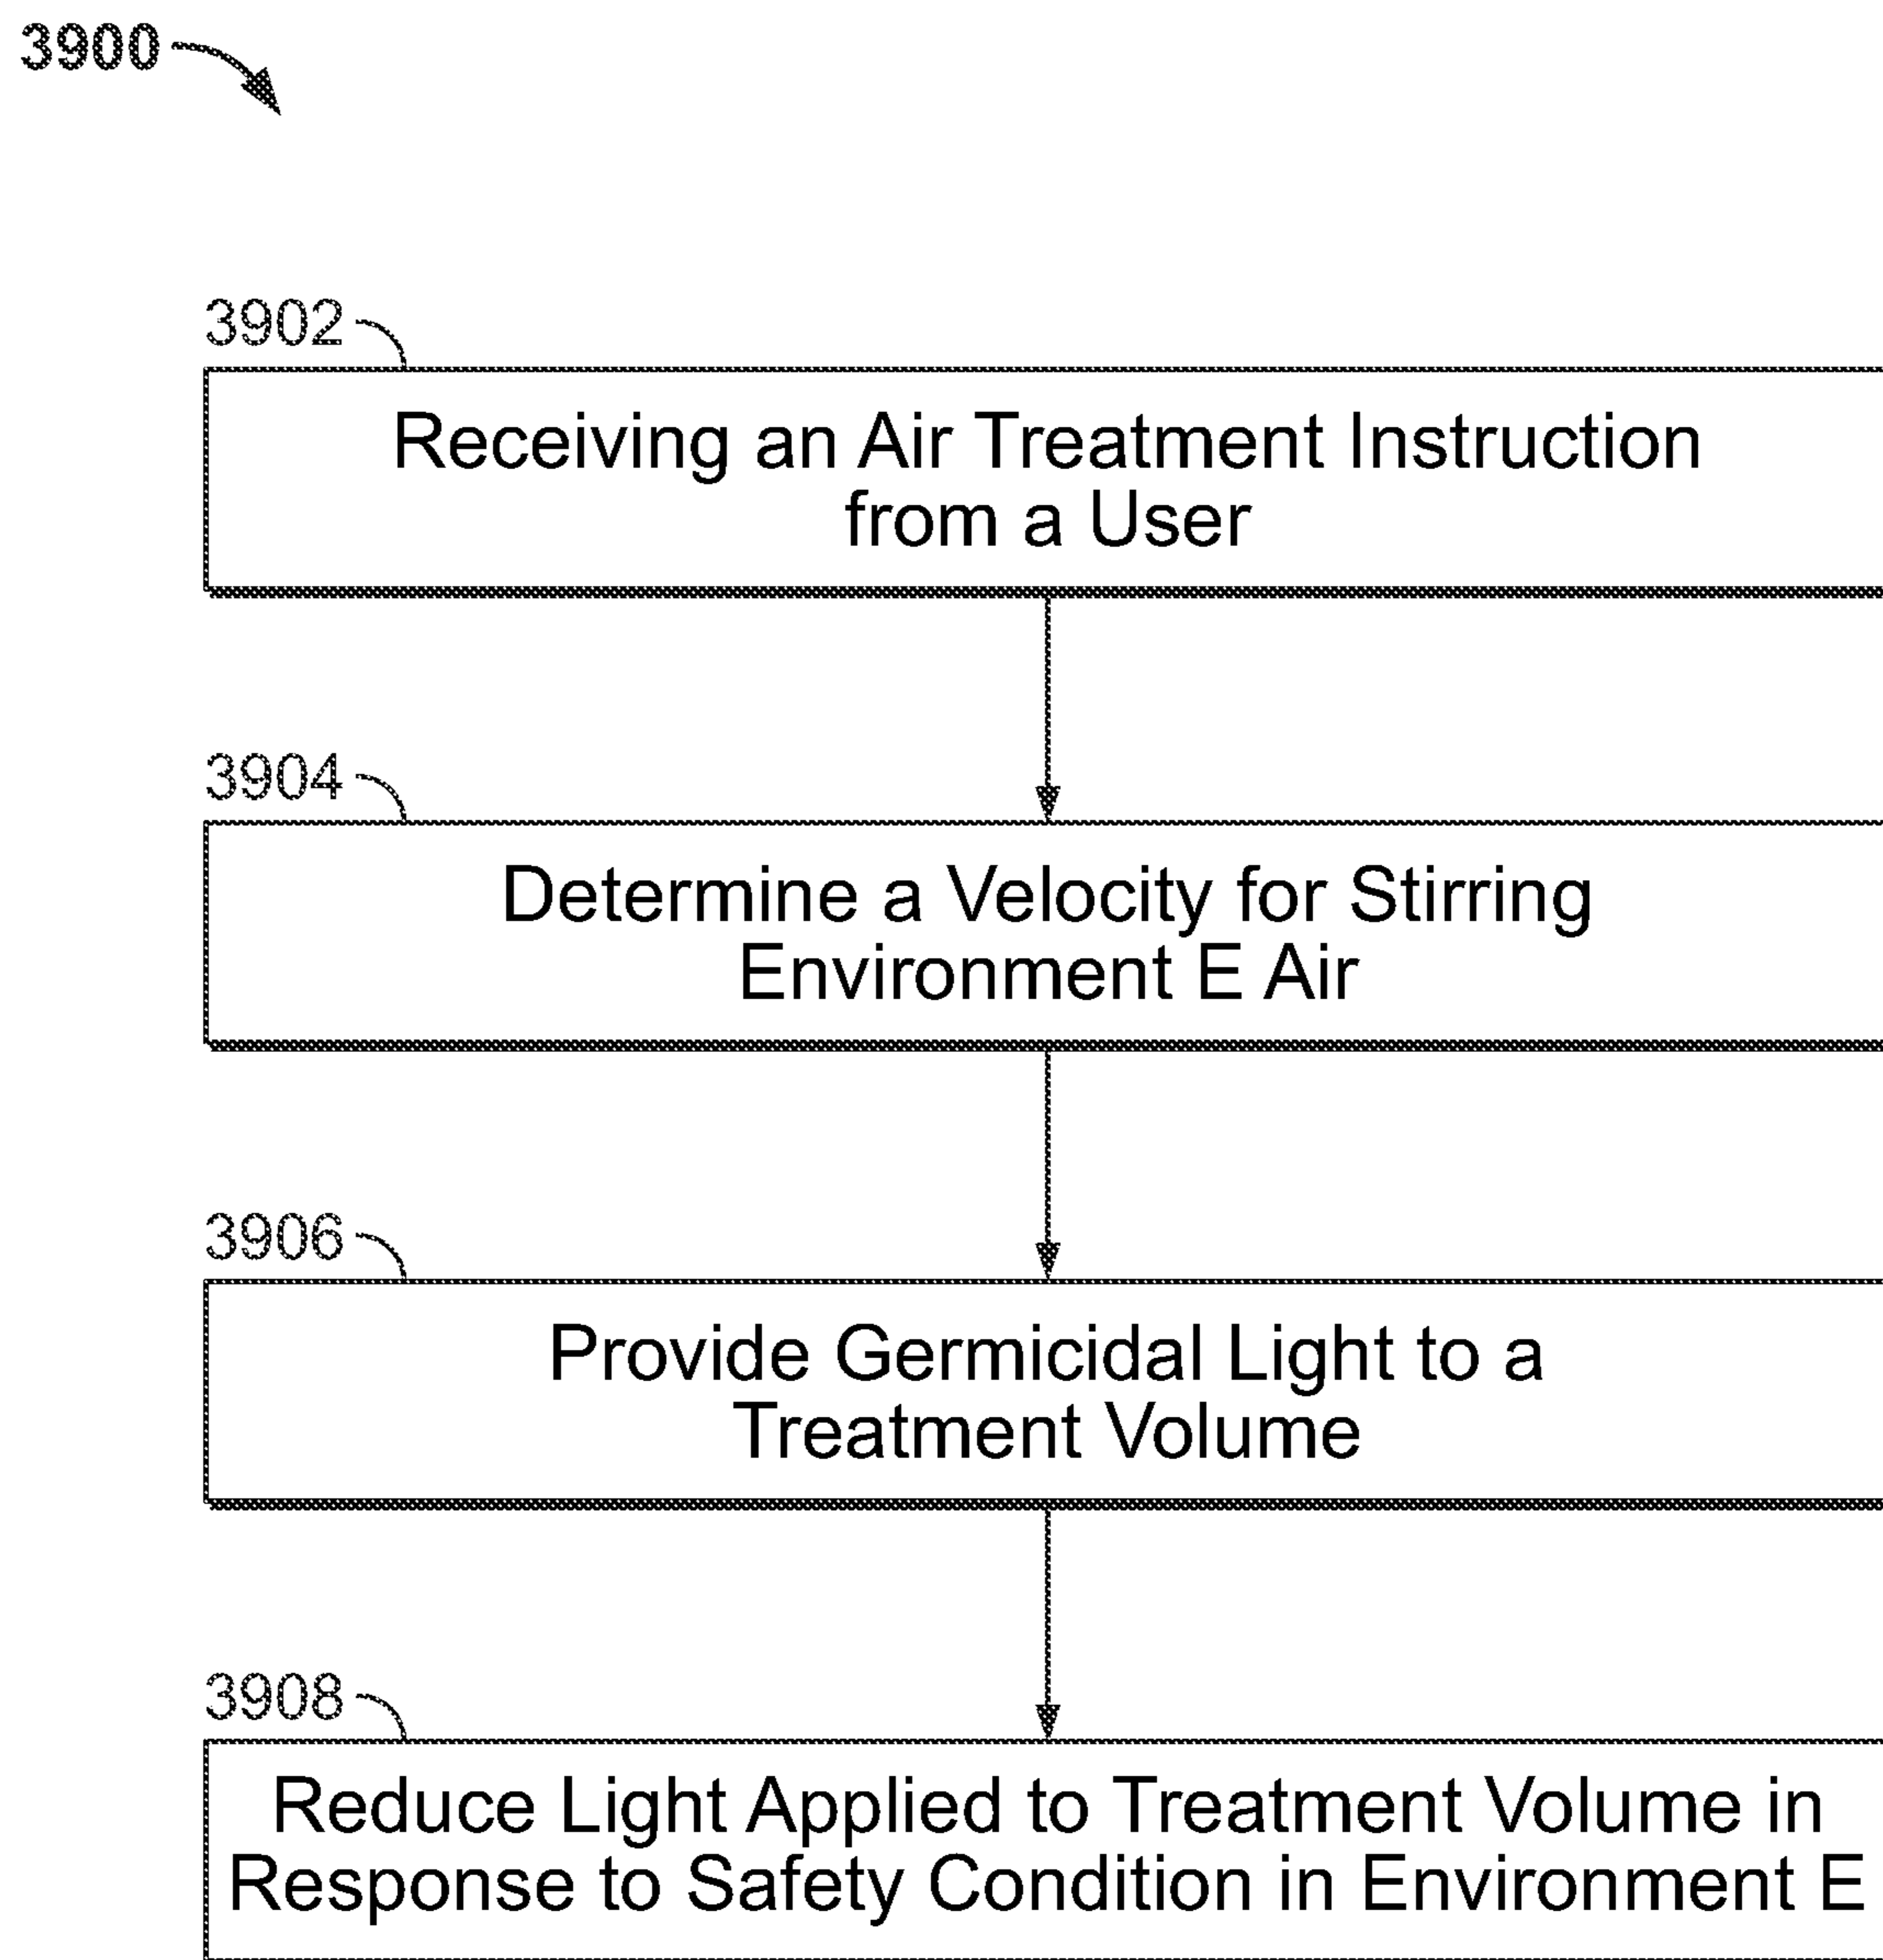 3900
3902
Receiving an Air Treatment Instruction
from a User
3904
Determine a Velocity for Stirring
Environment E Air
3906
Provide Germicidal Light to a
Treatment Volume
3908
Reduce Light Applied to Treatment Volume in
Response to Safety Condition in Environment E